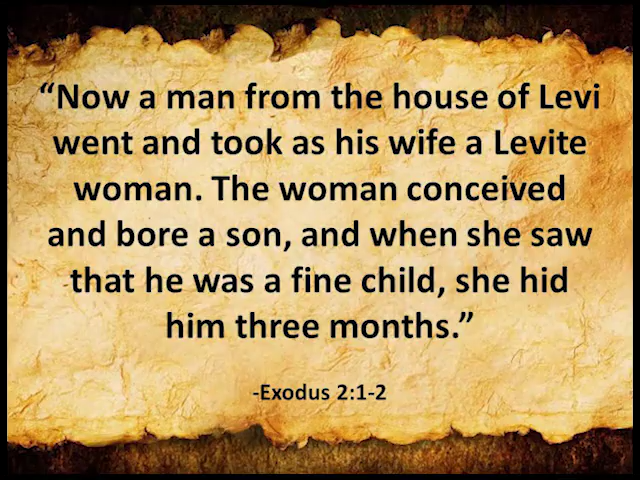 “Now a man from the house of Levi
went and took as his wife a Levite
woman. The woman conceived
and bore a son, and when she saw
that he was a fine child, she hid
him three months.”
-Exodus 2:1-2